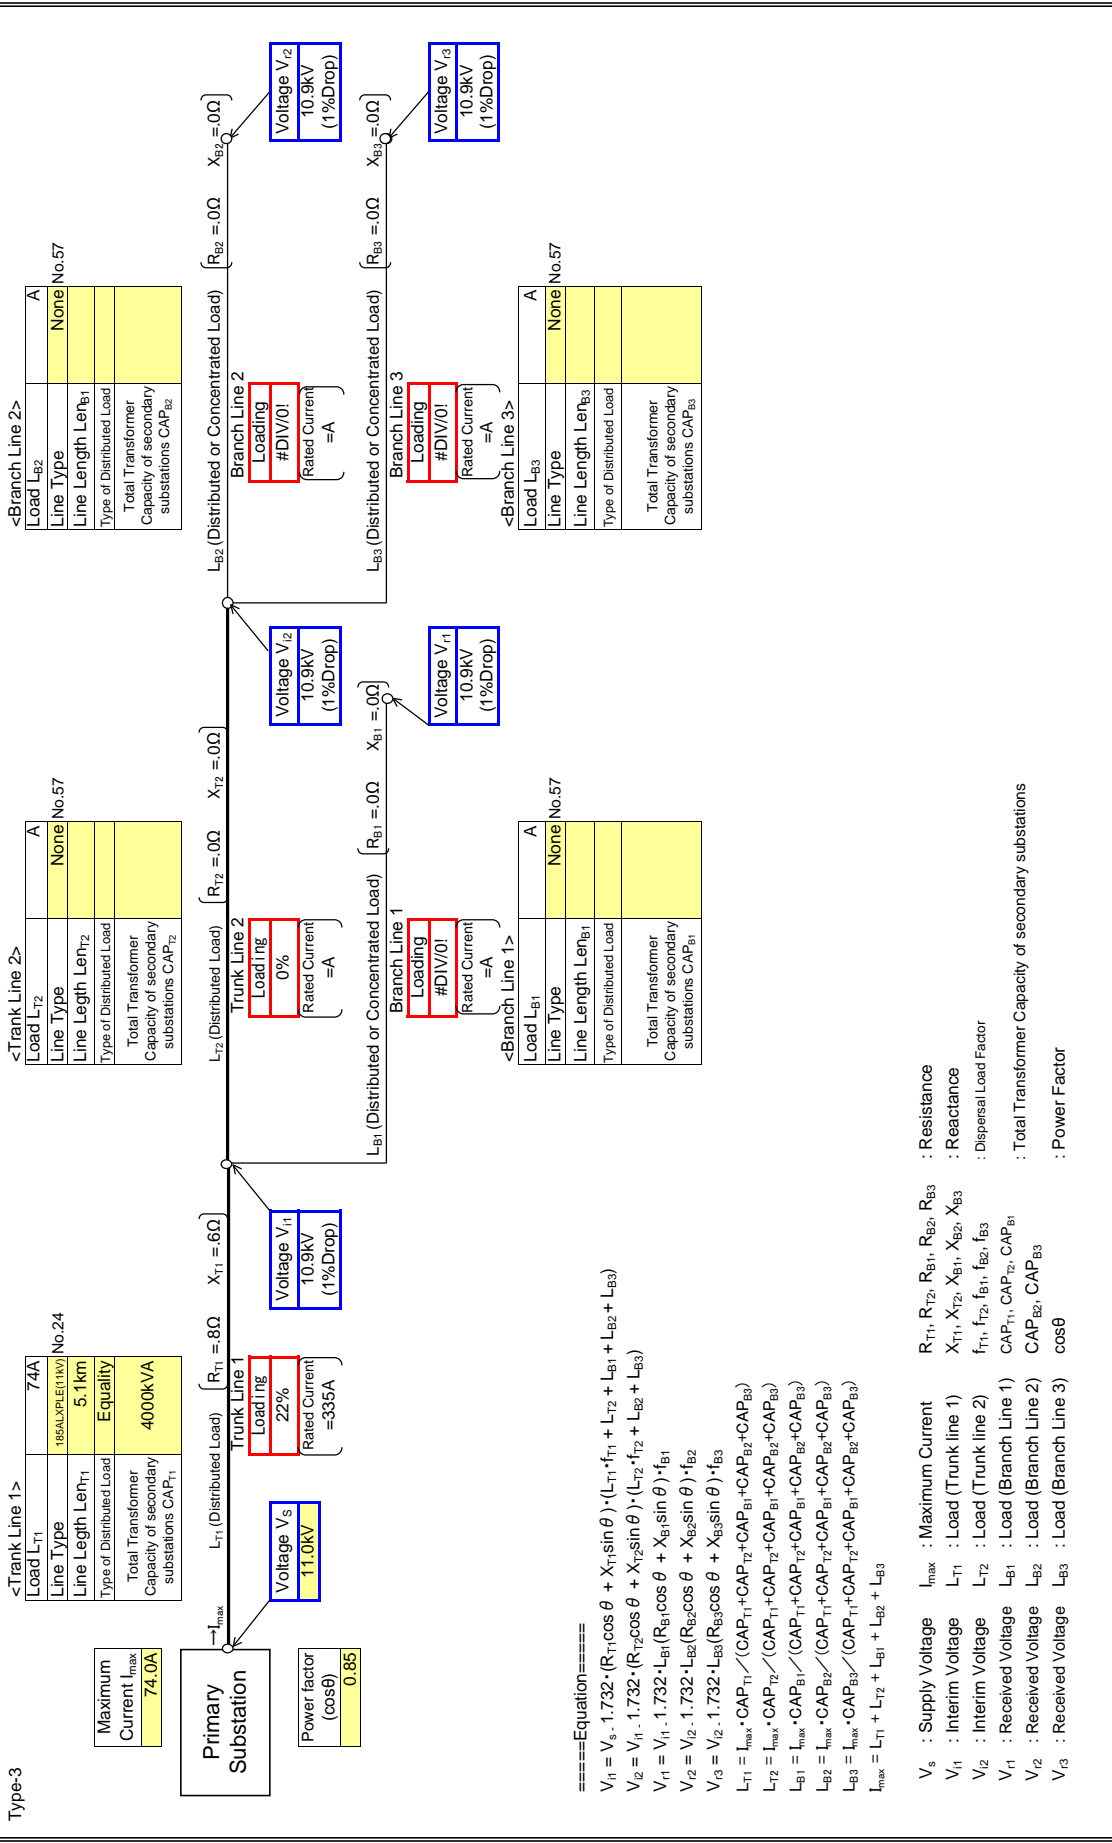 Type-3
<Trank Line 1>
Load LT1 74A
Line Type 185ALXPLE(11kV) No.24
Line Legth LenT1 5.1km
Type of Distributed Load Equality
Total Transformer
Capacity of secondary
substations CAPT1 4000kVA
<Trank Line 2>
Load LT2 A
Line Type None No.57
Line Length LenT2
Type of Distributed Load
Total Transformer
Capacity of secondary
substations CAPT2
<Branch Line 2>
Load LB2 A
Line Type None No.57
Line Length LenB1
Type of Distributed Load
Total Transformer
Capacity of secondary
substations CAPB2
Maximum
Current Imax
74.0A
Primary
Substation
→Imax
Power factor
(cosθ)
0.85
Voltage VS
11.0kV
LT1 (Distributed Load)
RT1 =.8Ω XT1 =.6Ω
Trunk Line 1
Loading
22%
Rated Current
=335A
Voltage Vi1
10.9kV
(1%Drop)
LT2 (Distributed Load)
RT2 =.0Ω XT2 =.0Ω
Trunk Line 2
Loading
0%
Rated Current
=A
Voltage Vi2
10.9kV
(1%Drop)
LB2 (Distributed or Concentrated Load)
RB2 =.0Ω XB2 =.0Ω
Branch Line 2
Loading
#DIV/0!
Rated Current
=A
Voltage Vr2
10.9kV
(1%Drop)
LB1 (Distributed or Concentrated Load)
RB1 =.0Ω XB1 =.0Ω
Branch Line 1
Loading
#DIV/0!
Rated Current
=A
Voltage Vr1
10.9kV
(1%Drop)
LB3 (Distributed or Concentrated Load)
RB3 =.0Ω XB3 =.0Ω
Branch Line 3
Loading
#DIV/0!
Rated Current
=A
Voltage Vr3
10.9kV
(1%Drop)
<Branch Line 1>
Load LB1 A
Line Type None No.57
Line Length LenB1
Type of Distributed Load
Total Transformer
Capacity of secondary
substations CAPB1
<Branch Line 3>
Load LB3 A
Line Type None No.57
Line Length LenB3
Type of Distributed Load
Total Transformer
Capacity of secondary
substations CAPB3
=====Equation=====
Vi1 = Vs - 1.732・(RT1cos θ + XT1sin θ)・(LT1・fT1 + LT2 + LB1 + LB2 + LB3)
Vi2 = Vi1 - 1.732・(RT2cos θ + XT2sin θ)・(LT2・fT2 + LB2 + LB3)
Vr1 = Vi1 - 1.732・LB1(RB1cos θ + XB1sin θ)・fB1
Vr2 = Vi2 - 1.732・LB2(RB2cos θ + XB2sin θ)・fB2
Vr3 = Vi2 - 1.732・LB3(RB3cos θ + XB3sin θ)・fB3
LT1 = Imax・CAPT1／(CAPT1+CAPT2+CAPB1+CAPB2+CAPB3)
LT2 = Imax・CAPT2／(CAPT1+CAPT2+CAPB1+CAPB2+CAPB3)
LB1 = Imax・CAPB1／(CAPT1+CAPT2+CAPB1+CAPB2+CAPB3)
LB2 = Imax・CAPB2／(CAPT1+CAPT2+CAPB1+CAPB2+CAPB3)
LB3 = Imax・CAPB3／(CAPT1+CAPT2+CAPB1+CAPB2+CAPB3)
Imax = LT1 + LT2 + LB1 + LB2 + LB3
Vs : Supply Voltage Imax : Maximum Current RT1, RT2, RB1, RB2, RB3 : Resistance
Vi1 : Interim Voltage LT1 : Load (Trunk line 1) XT1, XT2, XB1, XB2, XB3 : Reactance
Vi2 : Interim Voltage LT2 : Load (Trunk line 2) fT1, fT2, fB1, fB2, fB3 : Dispersal Load Factor
Vr1 : Received Voltage LB1 : Load (Branch Line 1) CAPT1, CAPT2, CAPB1
Vr2 : Received Voltage LB2 : Load (Branch Line 2) CAPB2, CAPB3 : Total Transformer Capacity of secondary substations
Vr3 : Received Voltage LB3 : Load (Branch Line 3) cosθ : Power Factor